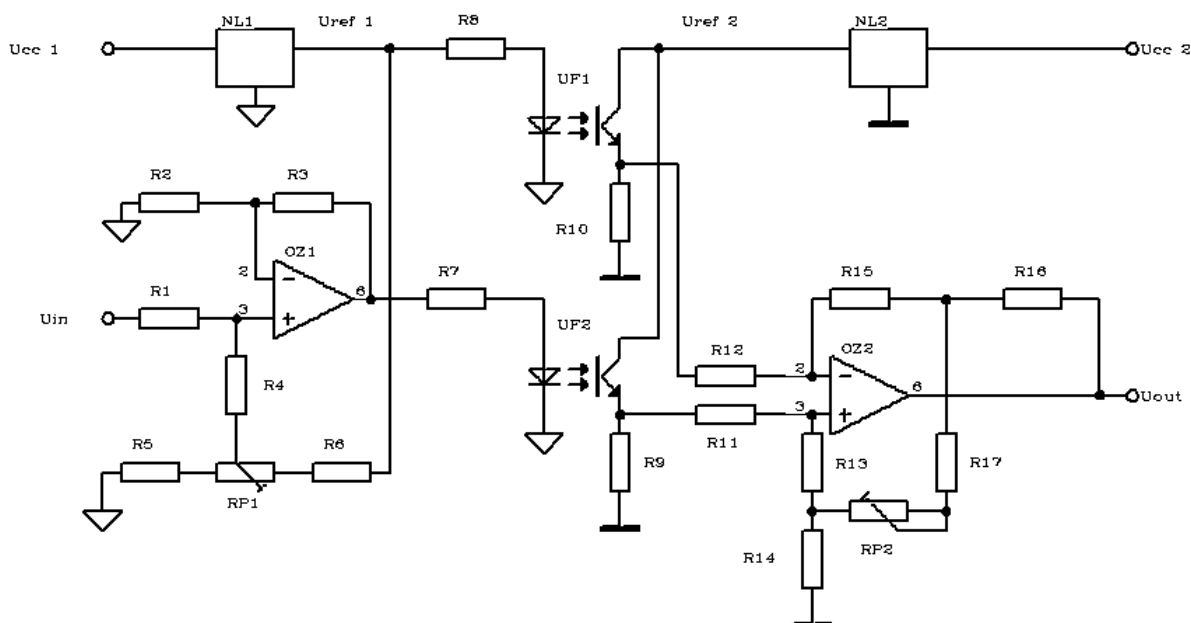 NL1
Uref 1
R8
Uref 2
NL2
Ucc 1
Ucc 2
UF1
R2
R3
R10
OZ1
2
6
R7
R15
R16
R1
3
Uin
UF2
R12
2
OZ2
R4
6
Uout
3
R5
R6
R11
R9
R13
R17
RP1
R14
RP2